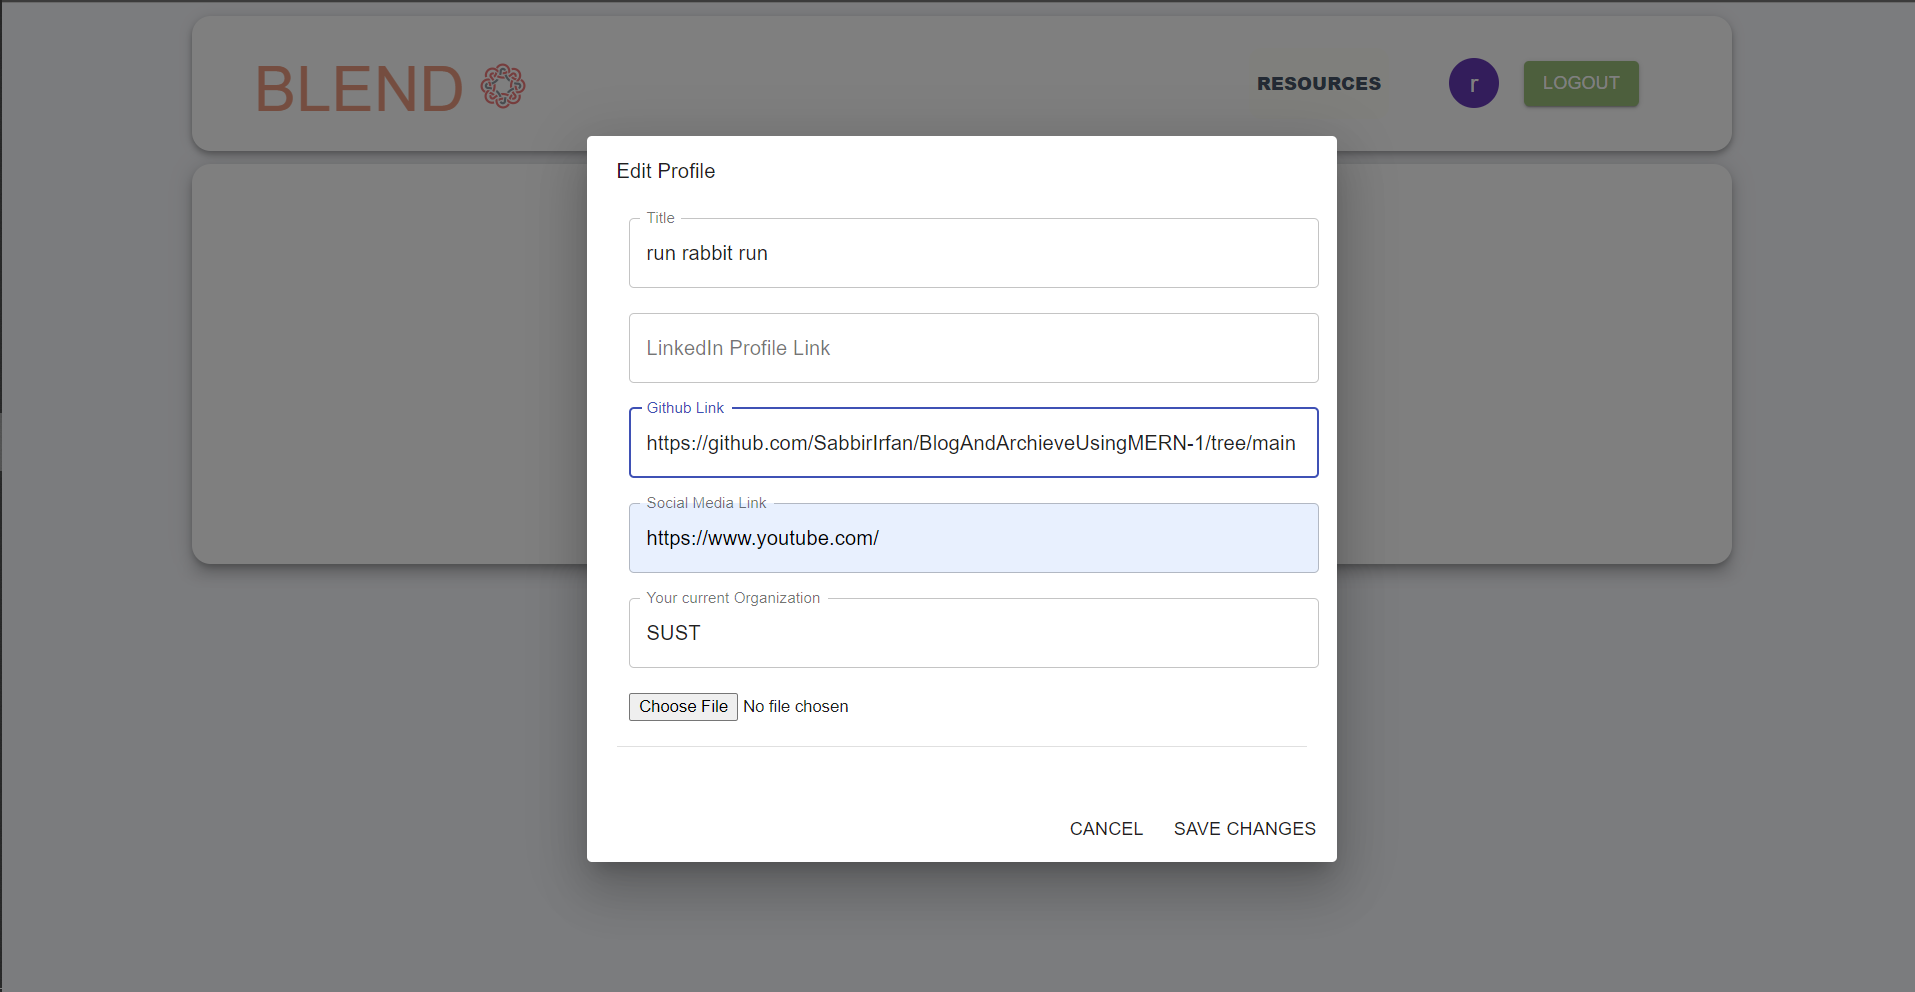 BLEND
RESOURCES
r
LOGOUT
Edit Profile
Title
run rabbit run
LinkedIn Profile Link
Github Link
https://github.com/SabbirIrfan/BlogAndArchieveUsingMERN-1/tree/main
Social Media Link
https://www.youtube.com/
Your current Organization
SUST
Choose File No file chosen
CANCEL SAVE CHANGES